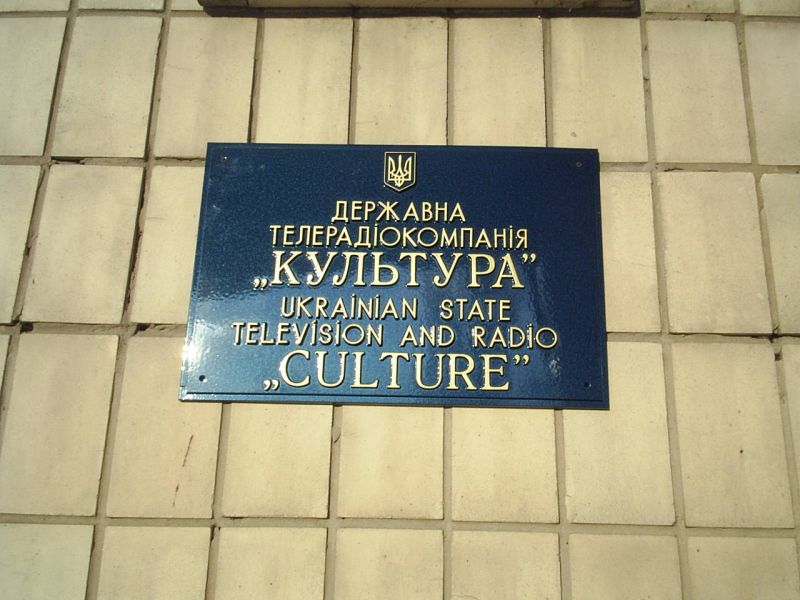 ДЕРЖАВНА
ТЕЛЕРАДІОКОМПАНІЯ
„КУЛЬТУРА”
UKRAINIAN STATE
TELEVISION AND RADIO
„CULTURE”